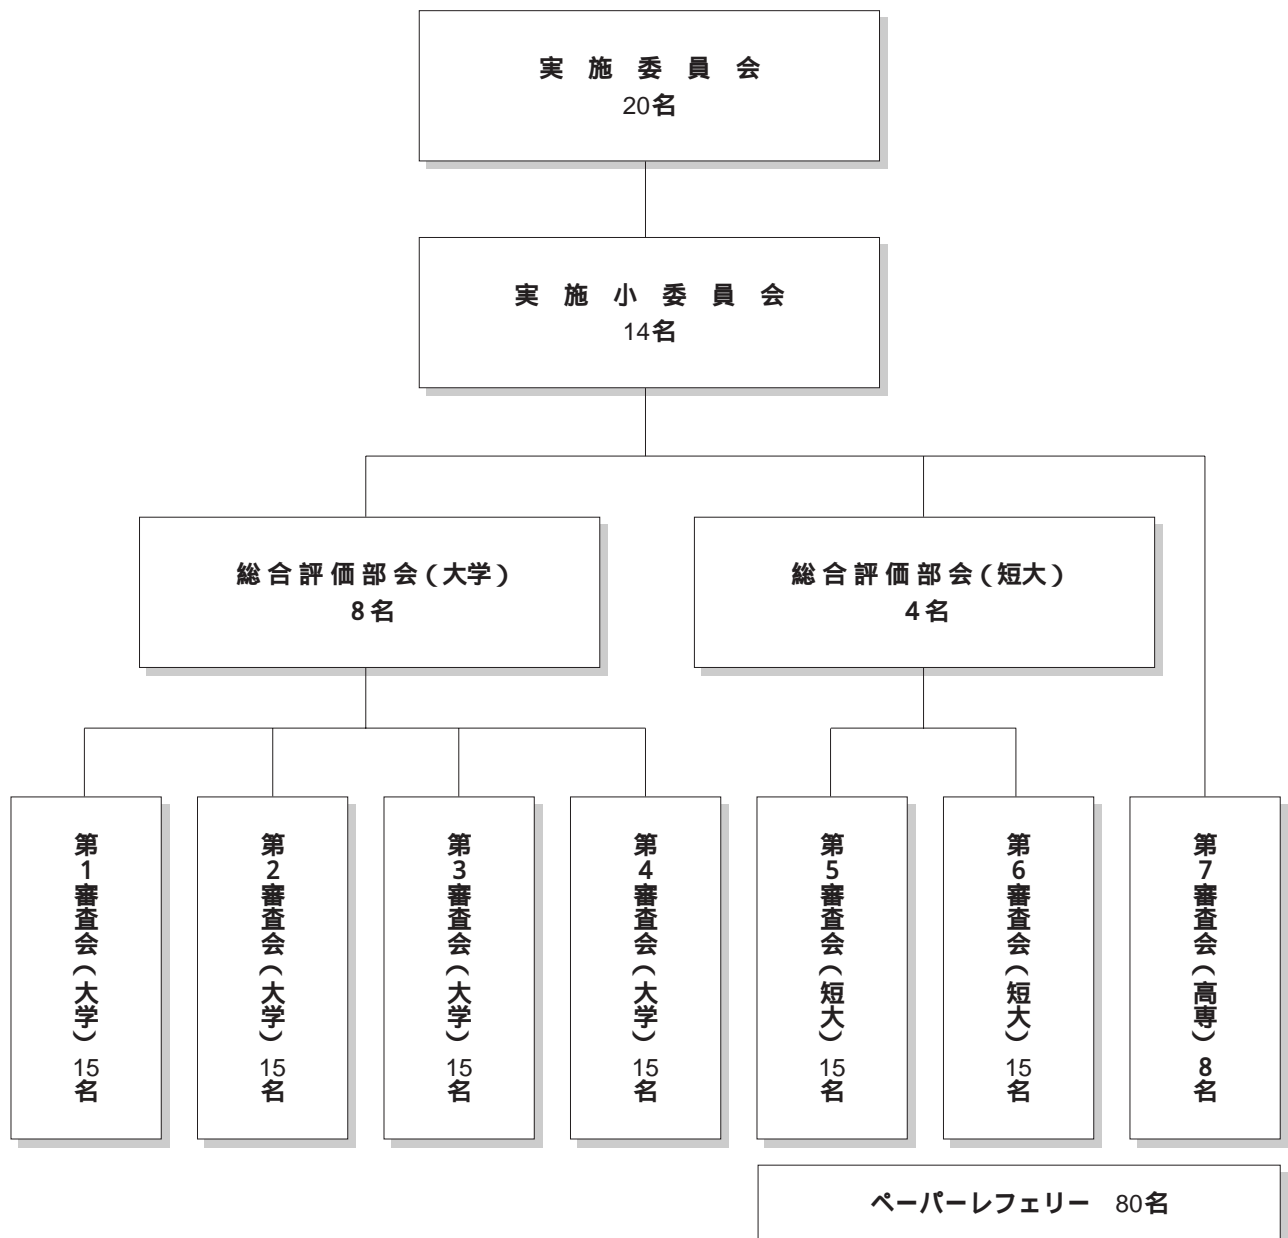 実 施 委 員 会
20名
実 施 小 委 員 会
14名
総 合 評 価 部 会 ( 大学 )
8 名
総 合 評 価 部 会 ( 短大 )
4 名
第1審査会(大学) 15名
第2審査会(大学) 15名
第3審査会(大学) 15名
第4審査会(大学) 15名
第5審査会(短大) 15名
第6審査会(短大) 15名
第7審査会(高専) 8名
ペーパーレフェリー 80名